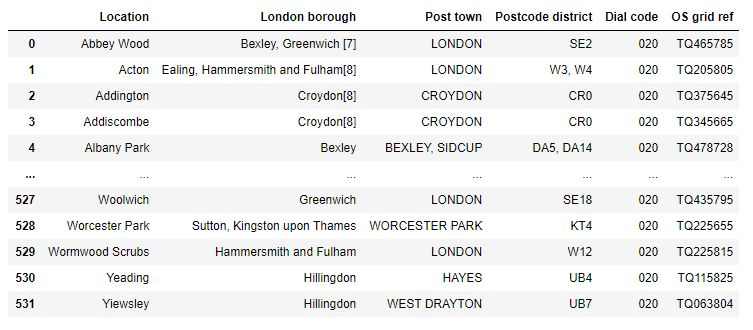 Location London borough Post town Postcode district Dial code OS grid ref
0 Abbey Wood Bexley, Greenwich [7] LONDON SE2 020 TQ465785
1 Acton Ealing, Hammersmith and Fulham[8] LONDON W3, W4 020 TQ205805
2 Addington Croydon[8] CROYDON CR0 020 TQ375645
3 Addiscombe Croydon[8] CROYDON CR0 020 TQ345665
4 Albany Park Bexley BEXLEY, SIDCUP DA5, DA14 020 TQ478728
... ... ... ... ... ... ...
527 Woolwich Greenwich LONDON SE18 020 TQ435795
528 Worcester Park Sutton, Kingston upon Thames WORCESTER PARK KT4 020 TQ225655
529 Wormwood Scrubs Hammersmith and Fulham LONDON W12 020 TQ225815
530 Yeading Hillingdon HAYES UB4 020 TQ115825
531 Yiewsley Hillingdon WEST DRAYTON UB7 020 TQ063804